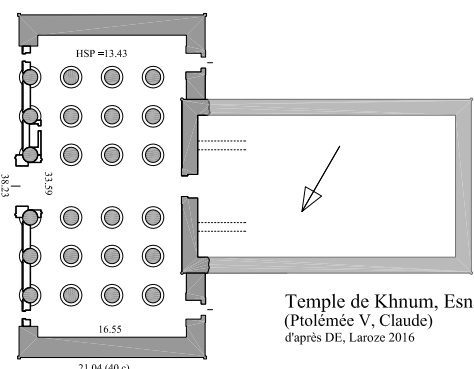 HSP =13.43
38.23
33.59
16.55
21.04 (40 c)
Temple de Khnum, Esn
(Ptolémée V, Claude)
d'après DE, Laroze 2016